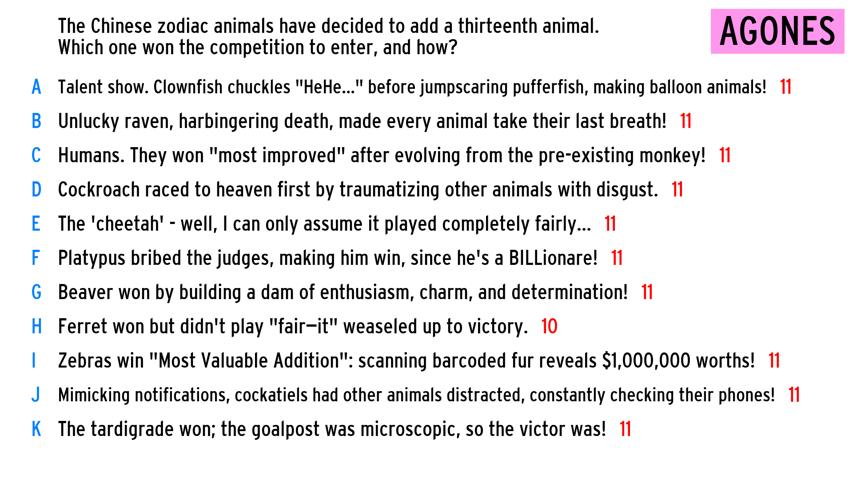 The Chinese zodiac animals have decided to add a thirteenth animal.
Which one won the competition to enter, and how?
AGONES
A Talent show. Clownfish chuckles "HeHe..." before jumpscaring pufferfish, making balloon animals! 11
B Unlucky raven, harbingering death, made every animal take their last breath! 11
C Humans. They won "most improved" after evolving from the pre-existing monkey! 11
D Cockroach raced to heaven first by traumatizing other animals with disgust. 11
E The 'cheetah' - well, I can only assume it played completely fairly... 11
F Platypus bribed the judges, making him win, since he's a BILLionare! 11
G Beaver won by building a dam of enthusiasm, charm, and determination! 11
H Ferret won but didn't play "fair—it" weaseled up to victory. 10
I Zebras win "Most Valuable Addition": scanning barcoded fur reveals $1,000,000 worths! 11
J Mimicking notifications, cockatiels had other animals distracted, constantly checking their phones! 11
K The tardigrade won; the goalpost was microscopic, so the victor was! 11